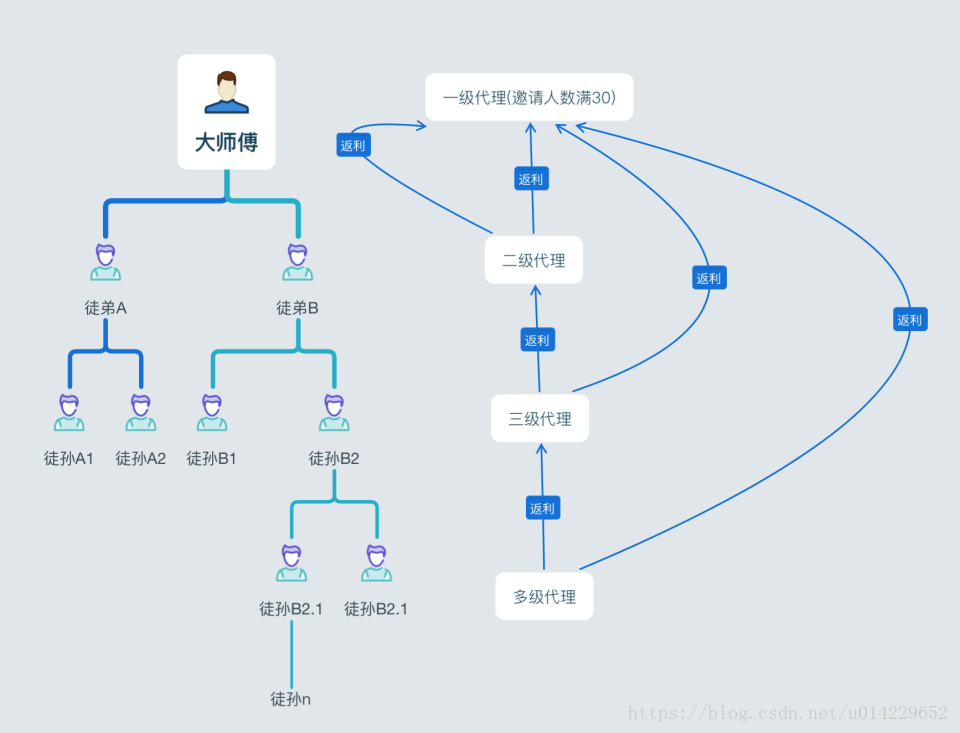 大师傅
徒弟A
徒弟B
徒孙A1
徒孙A2
徒孙B1
徒孙B2
徒孙B2.1
徒孙B2.1
徒孙n
一级代理(邀请人数满30)
返利
返利
二级代理
返利
返利
返利
三级代理
返利
多级代理
https://blog.csdn.net/u014229652